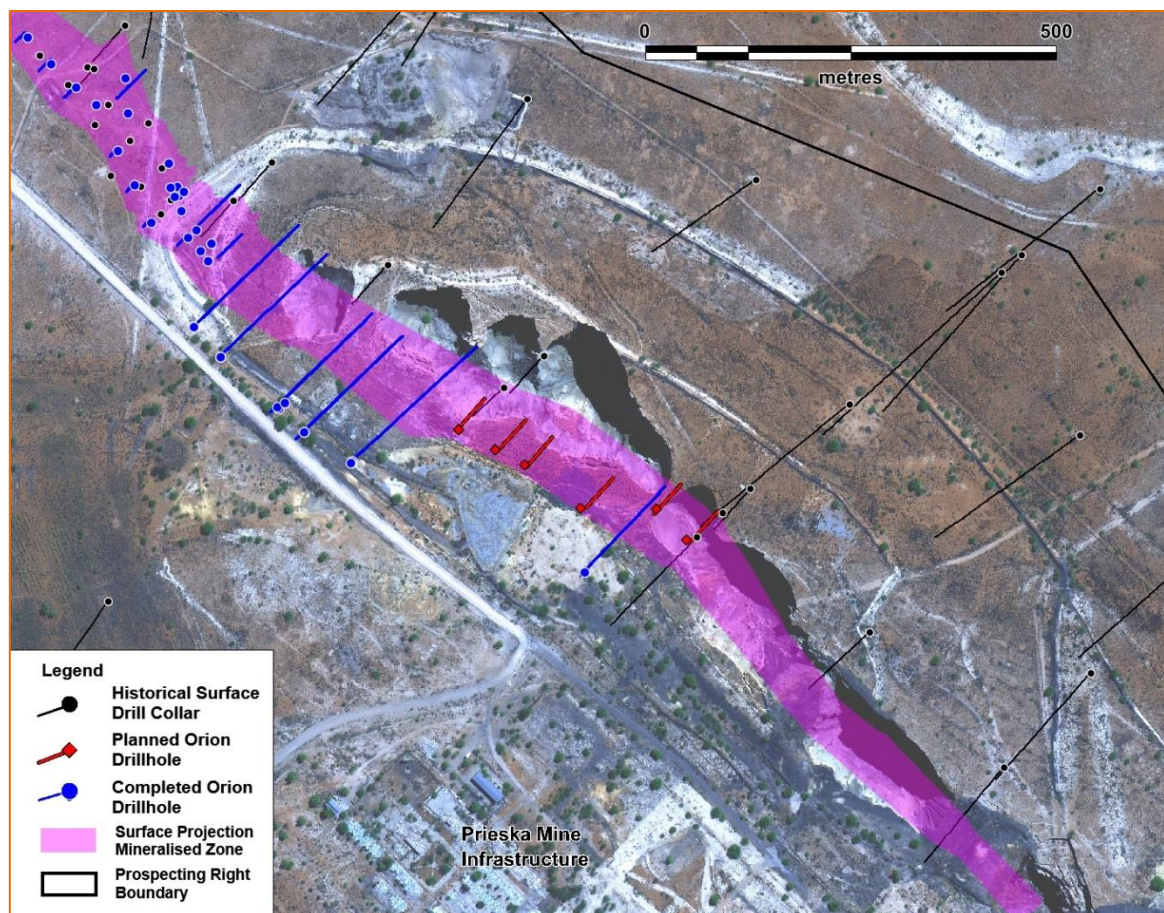 0
500
metres
Legend
Historical Surface
Drill Collar
Planned Orion
Drillhole
Completed Orion
Drillhole
Surface Projection
Mineralised Zone
Prospecting Right
Boundary
Prieska Mine
Infrastructure